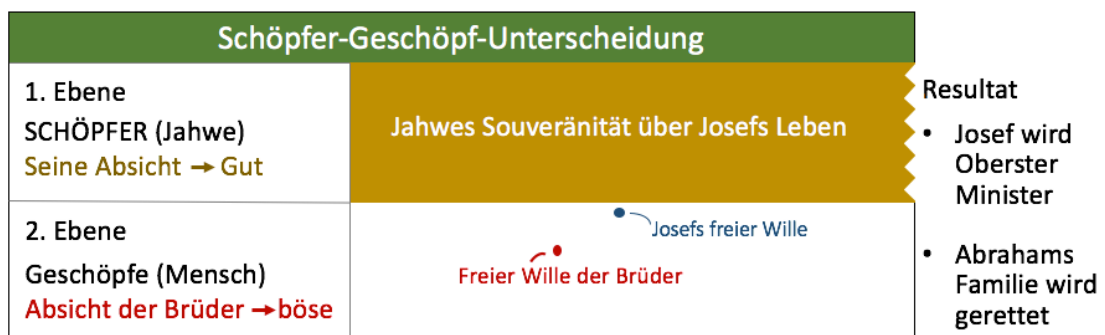 Schöpfer-Geschöpf-Unterscheidung
1. Ebene
SCHÖPFER (Jahwe)
Seine Absicht → Gut
Jahwes Souveränität über Josefs Leben
2. Ebene
Geschöpfe (Mensch)
Absicht der Brüder → böse
Josefs freier Wille
Freier Wille der Brüder
Resultat
• Josef wird
Oberster
Minister
• Abrahams
Familie wird
gerettet